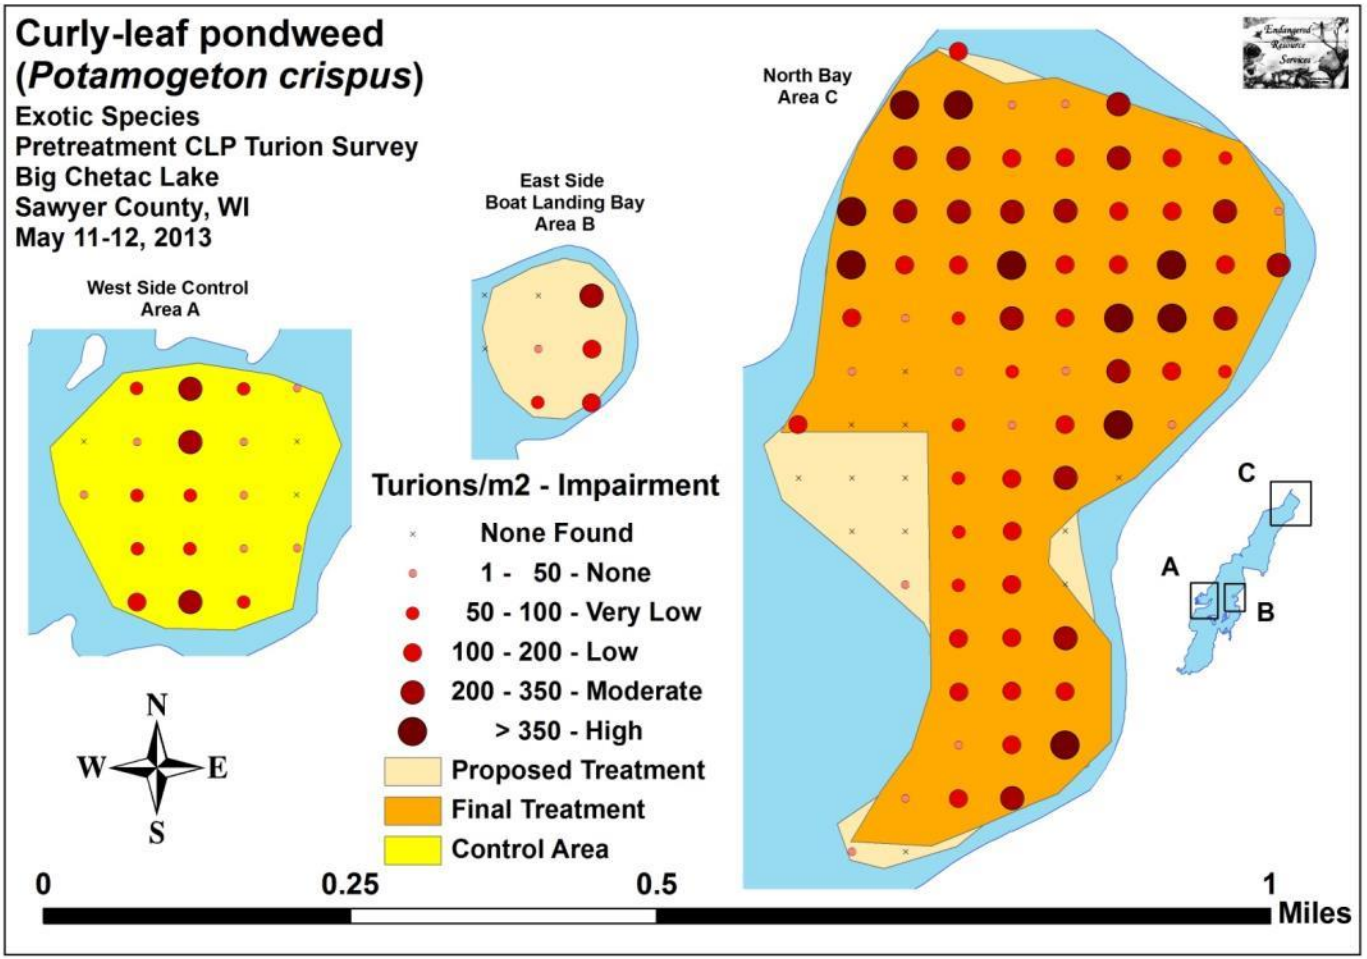 Curly-leaf pondweed
(Potamogeton crispus)
Exotic Species
Pretreatment CLP Turion Survey
Big Chetac Lake
Sawyer County, WI
May 11-12, 2013
North Bay
Area C
Endangered
Resource
Services
East Side
Boat Landing Bay
Area B
West Side Control
Area A
Turions/m2 - Impairment
None Found
1 - 50 - None
50 - 100 - Very Low
100 - 200 - Low
200 - 350 - Moderate
> 350 - High
Proposed Treatment
Final Treatment
Control Area
C
A
B
N
W E
S
0 0.25 0.5 1
Miles